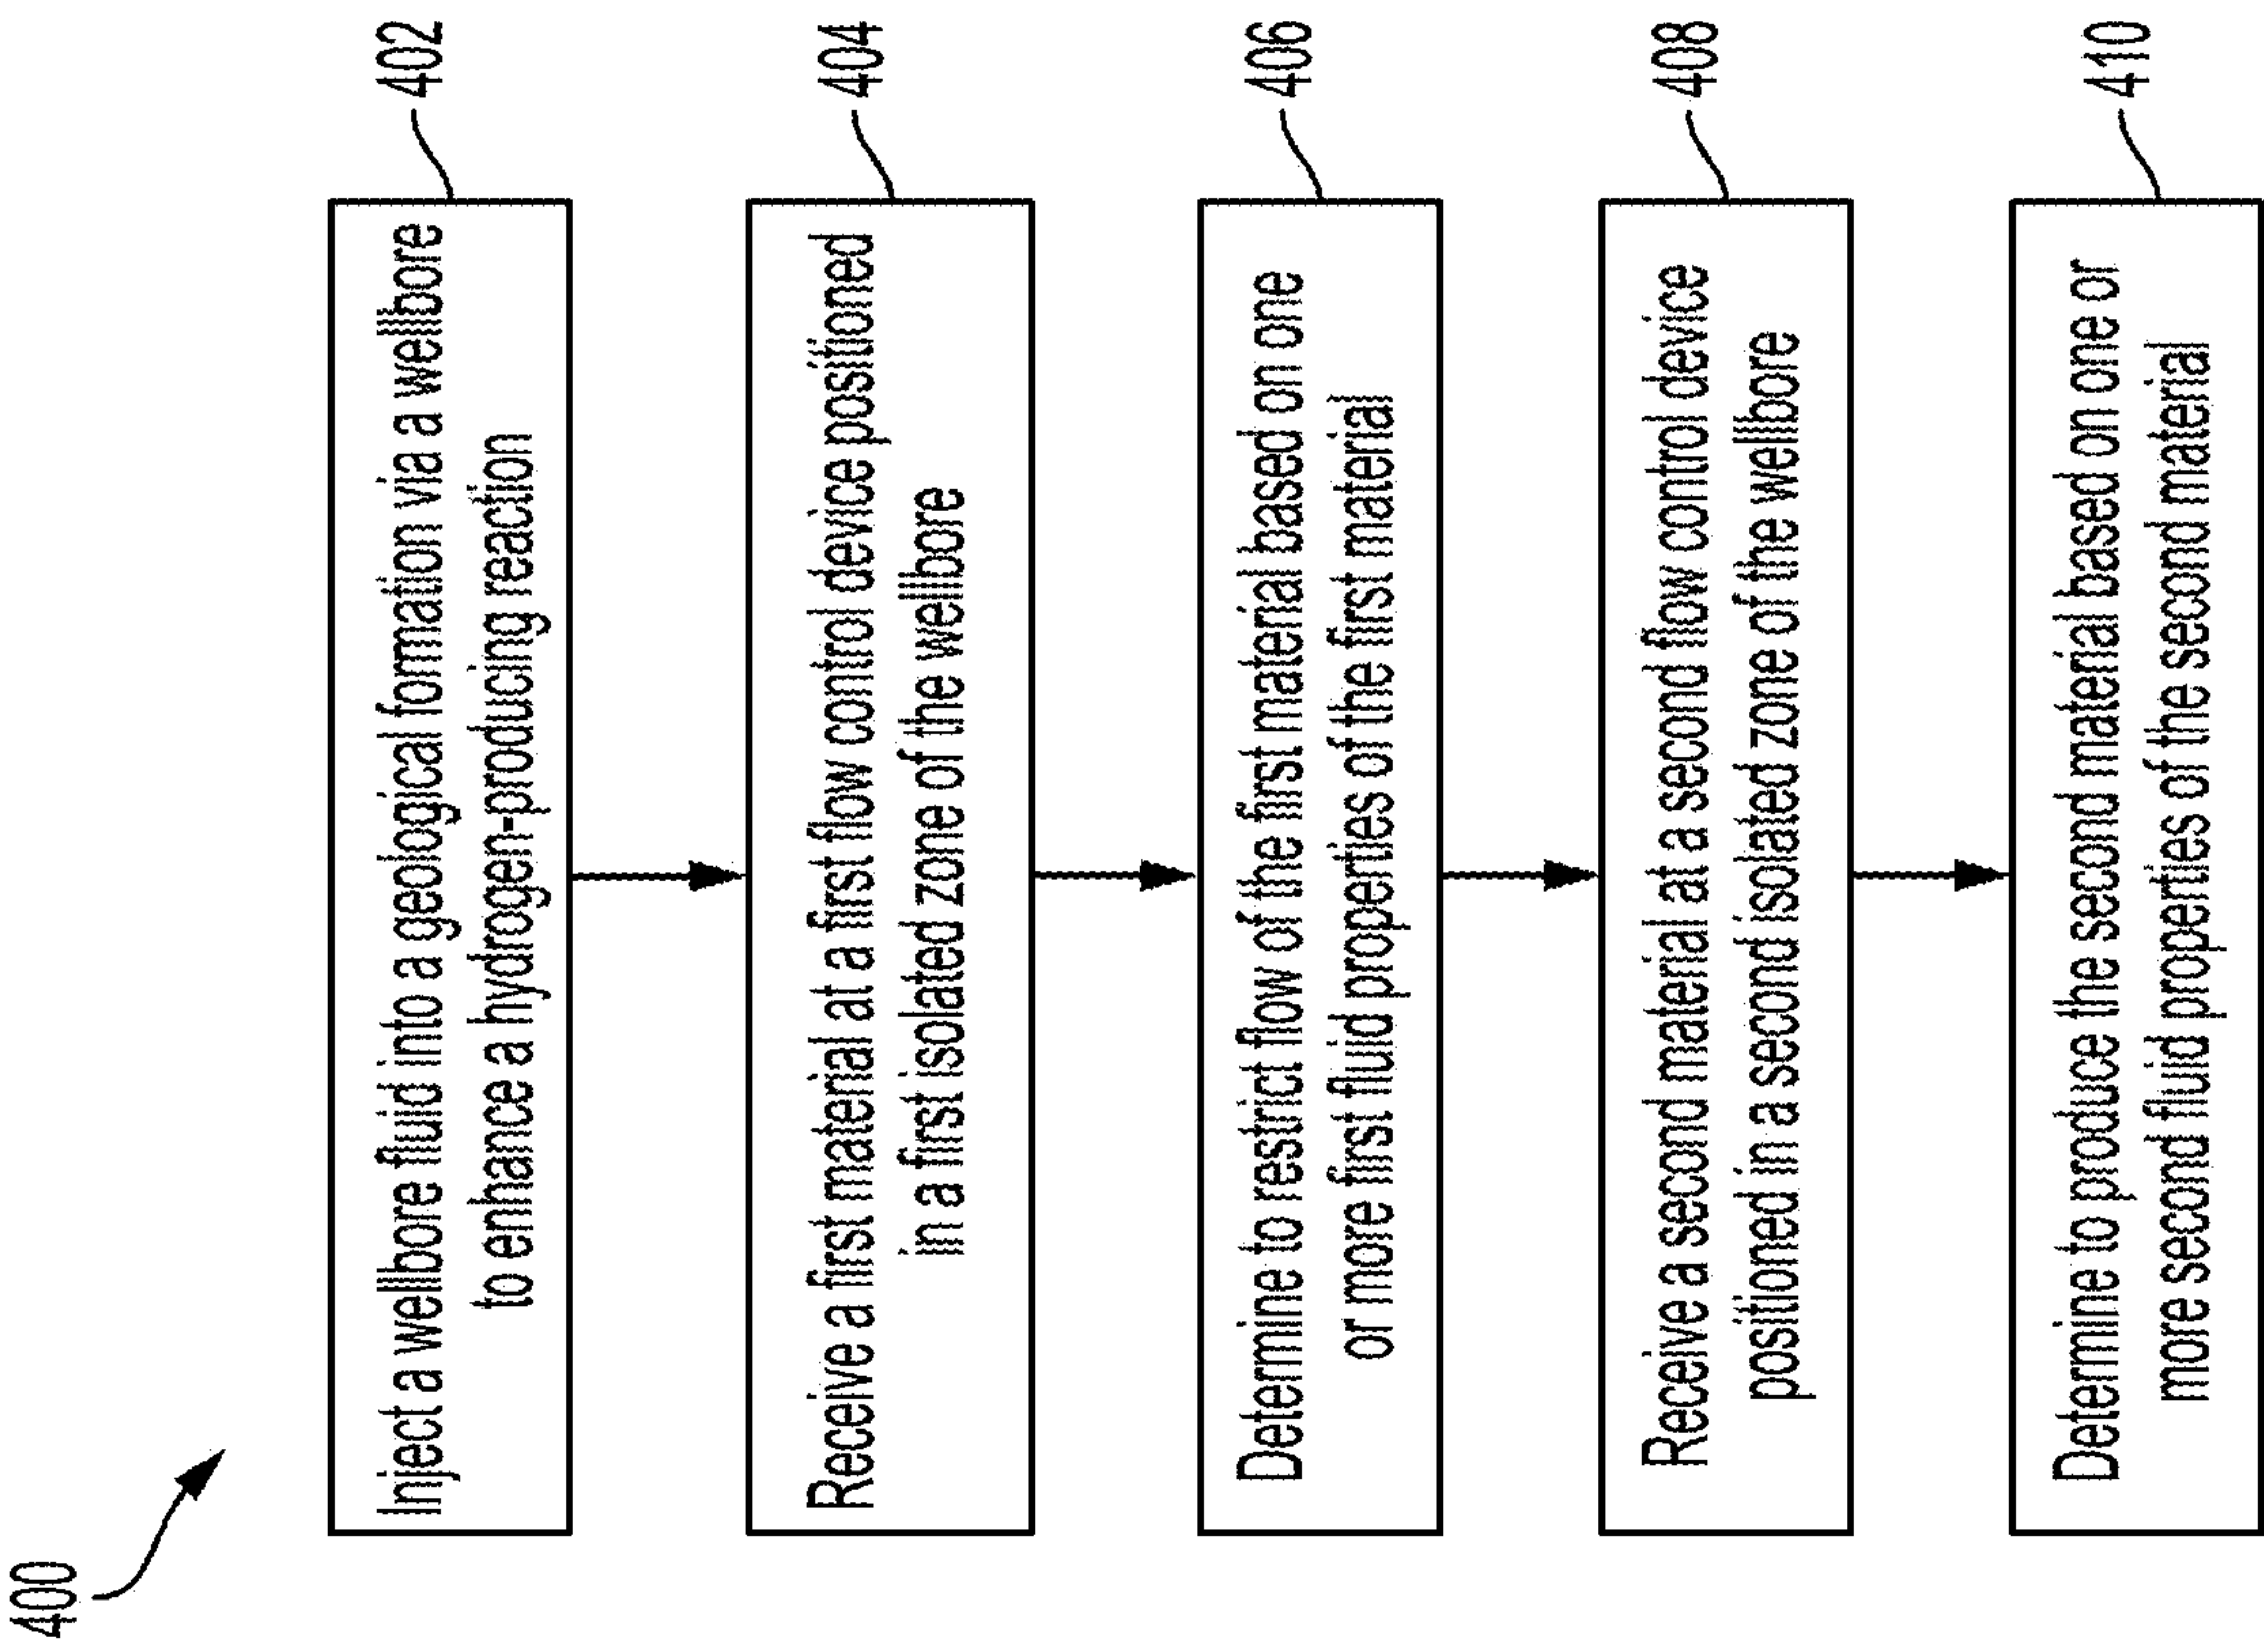 400
Inject a wellbore fluid into a geological formation via a wellbore
to enhance a hydrogen-producing reaction
402
Receive a first material at a first flow control device positioned
in a first isolated zone of the wellbore
404
Determine to restrict flow of the first material based on one
or more first fluid properties of the first material
406
Receive a second material at a second flow control device
positioned in a second isolated zone of the wellbore
408
Determine to produce the second material based on one or
more second fluid properties of the second material
410